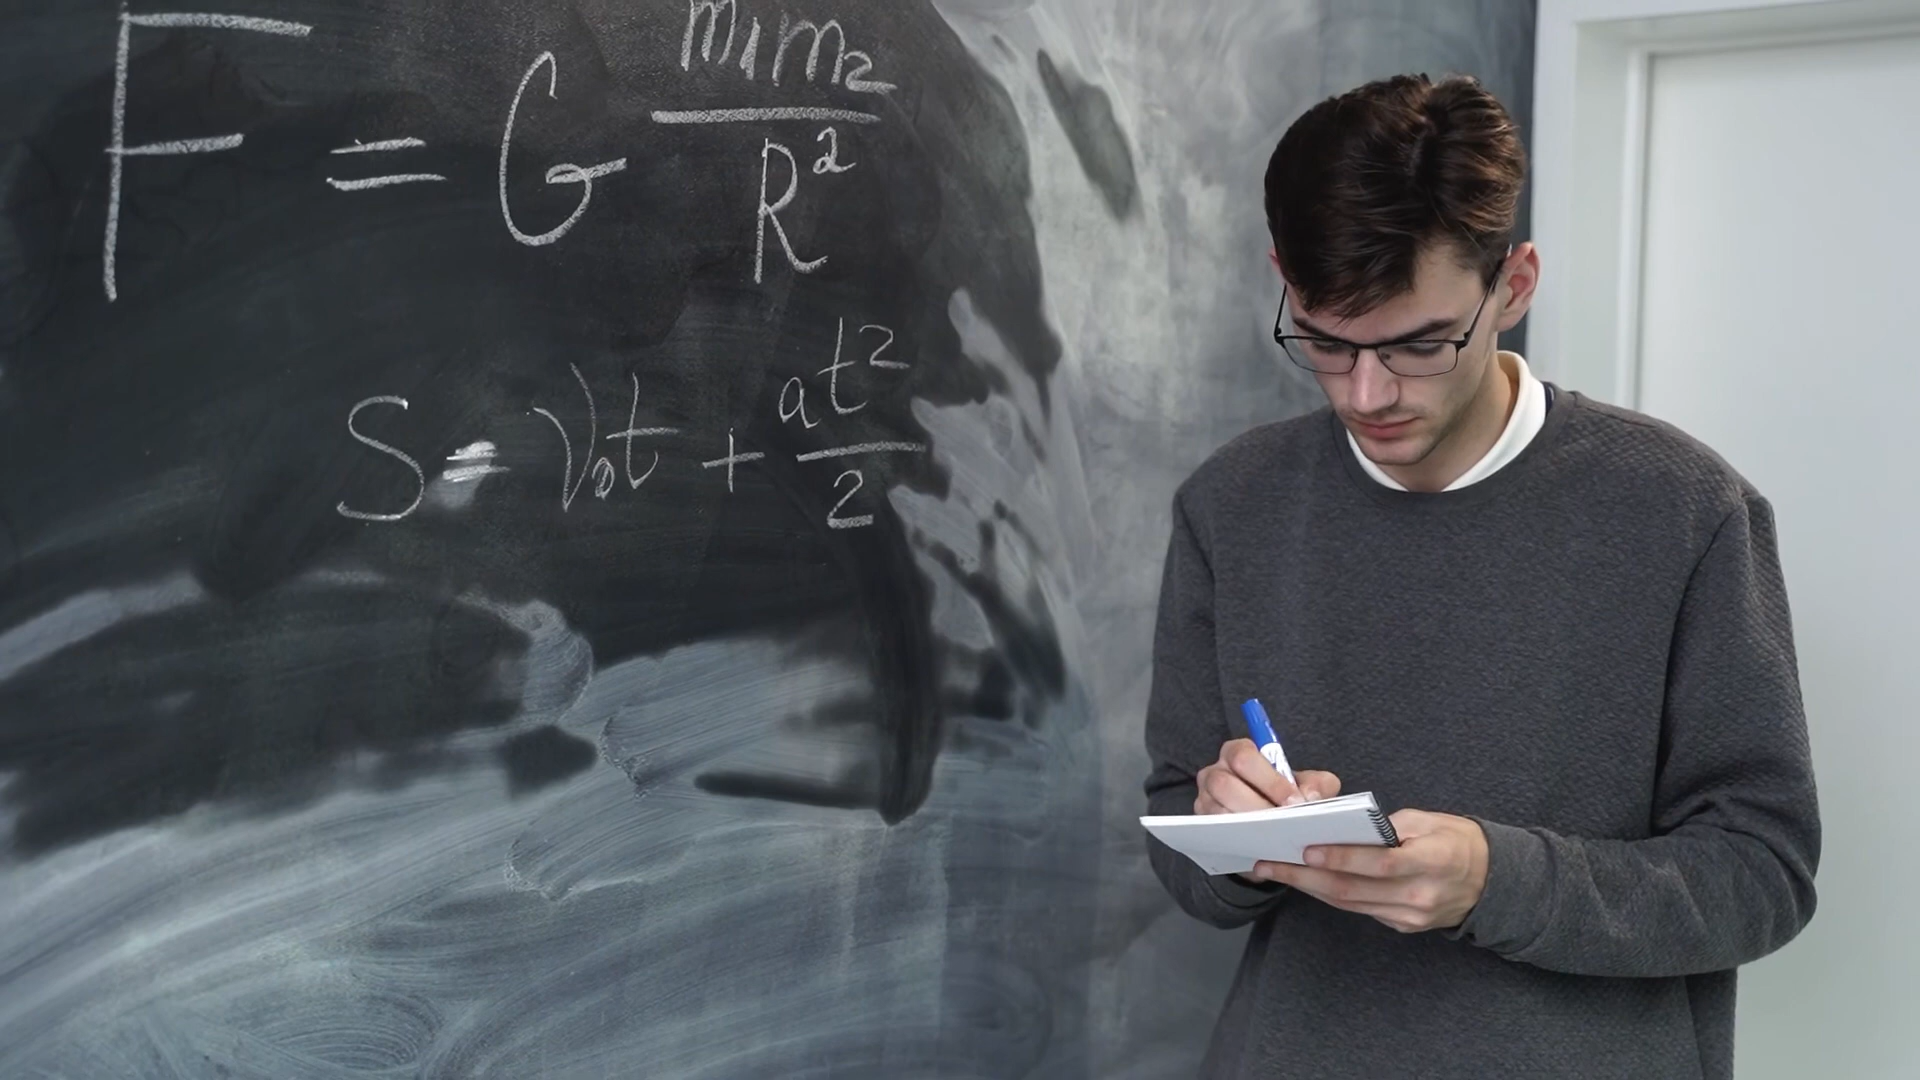 F = G m₁m₂/R²
S = V₀t + at²/2